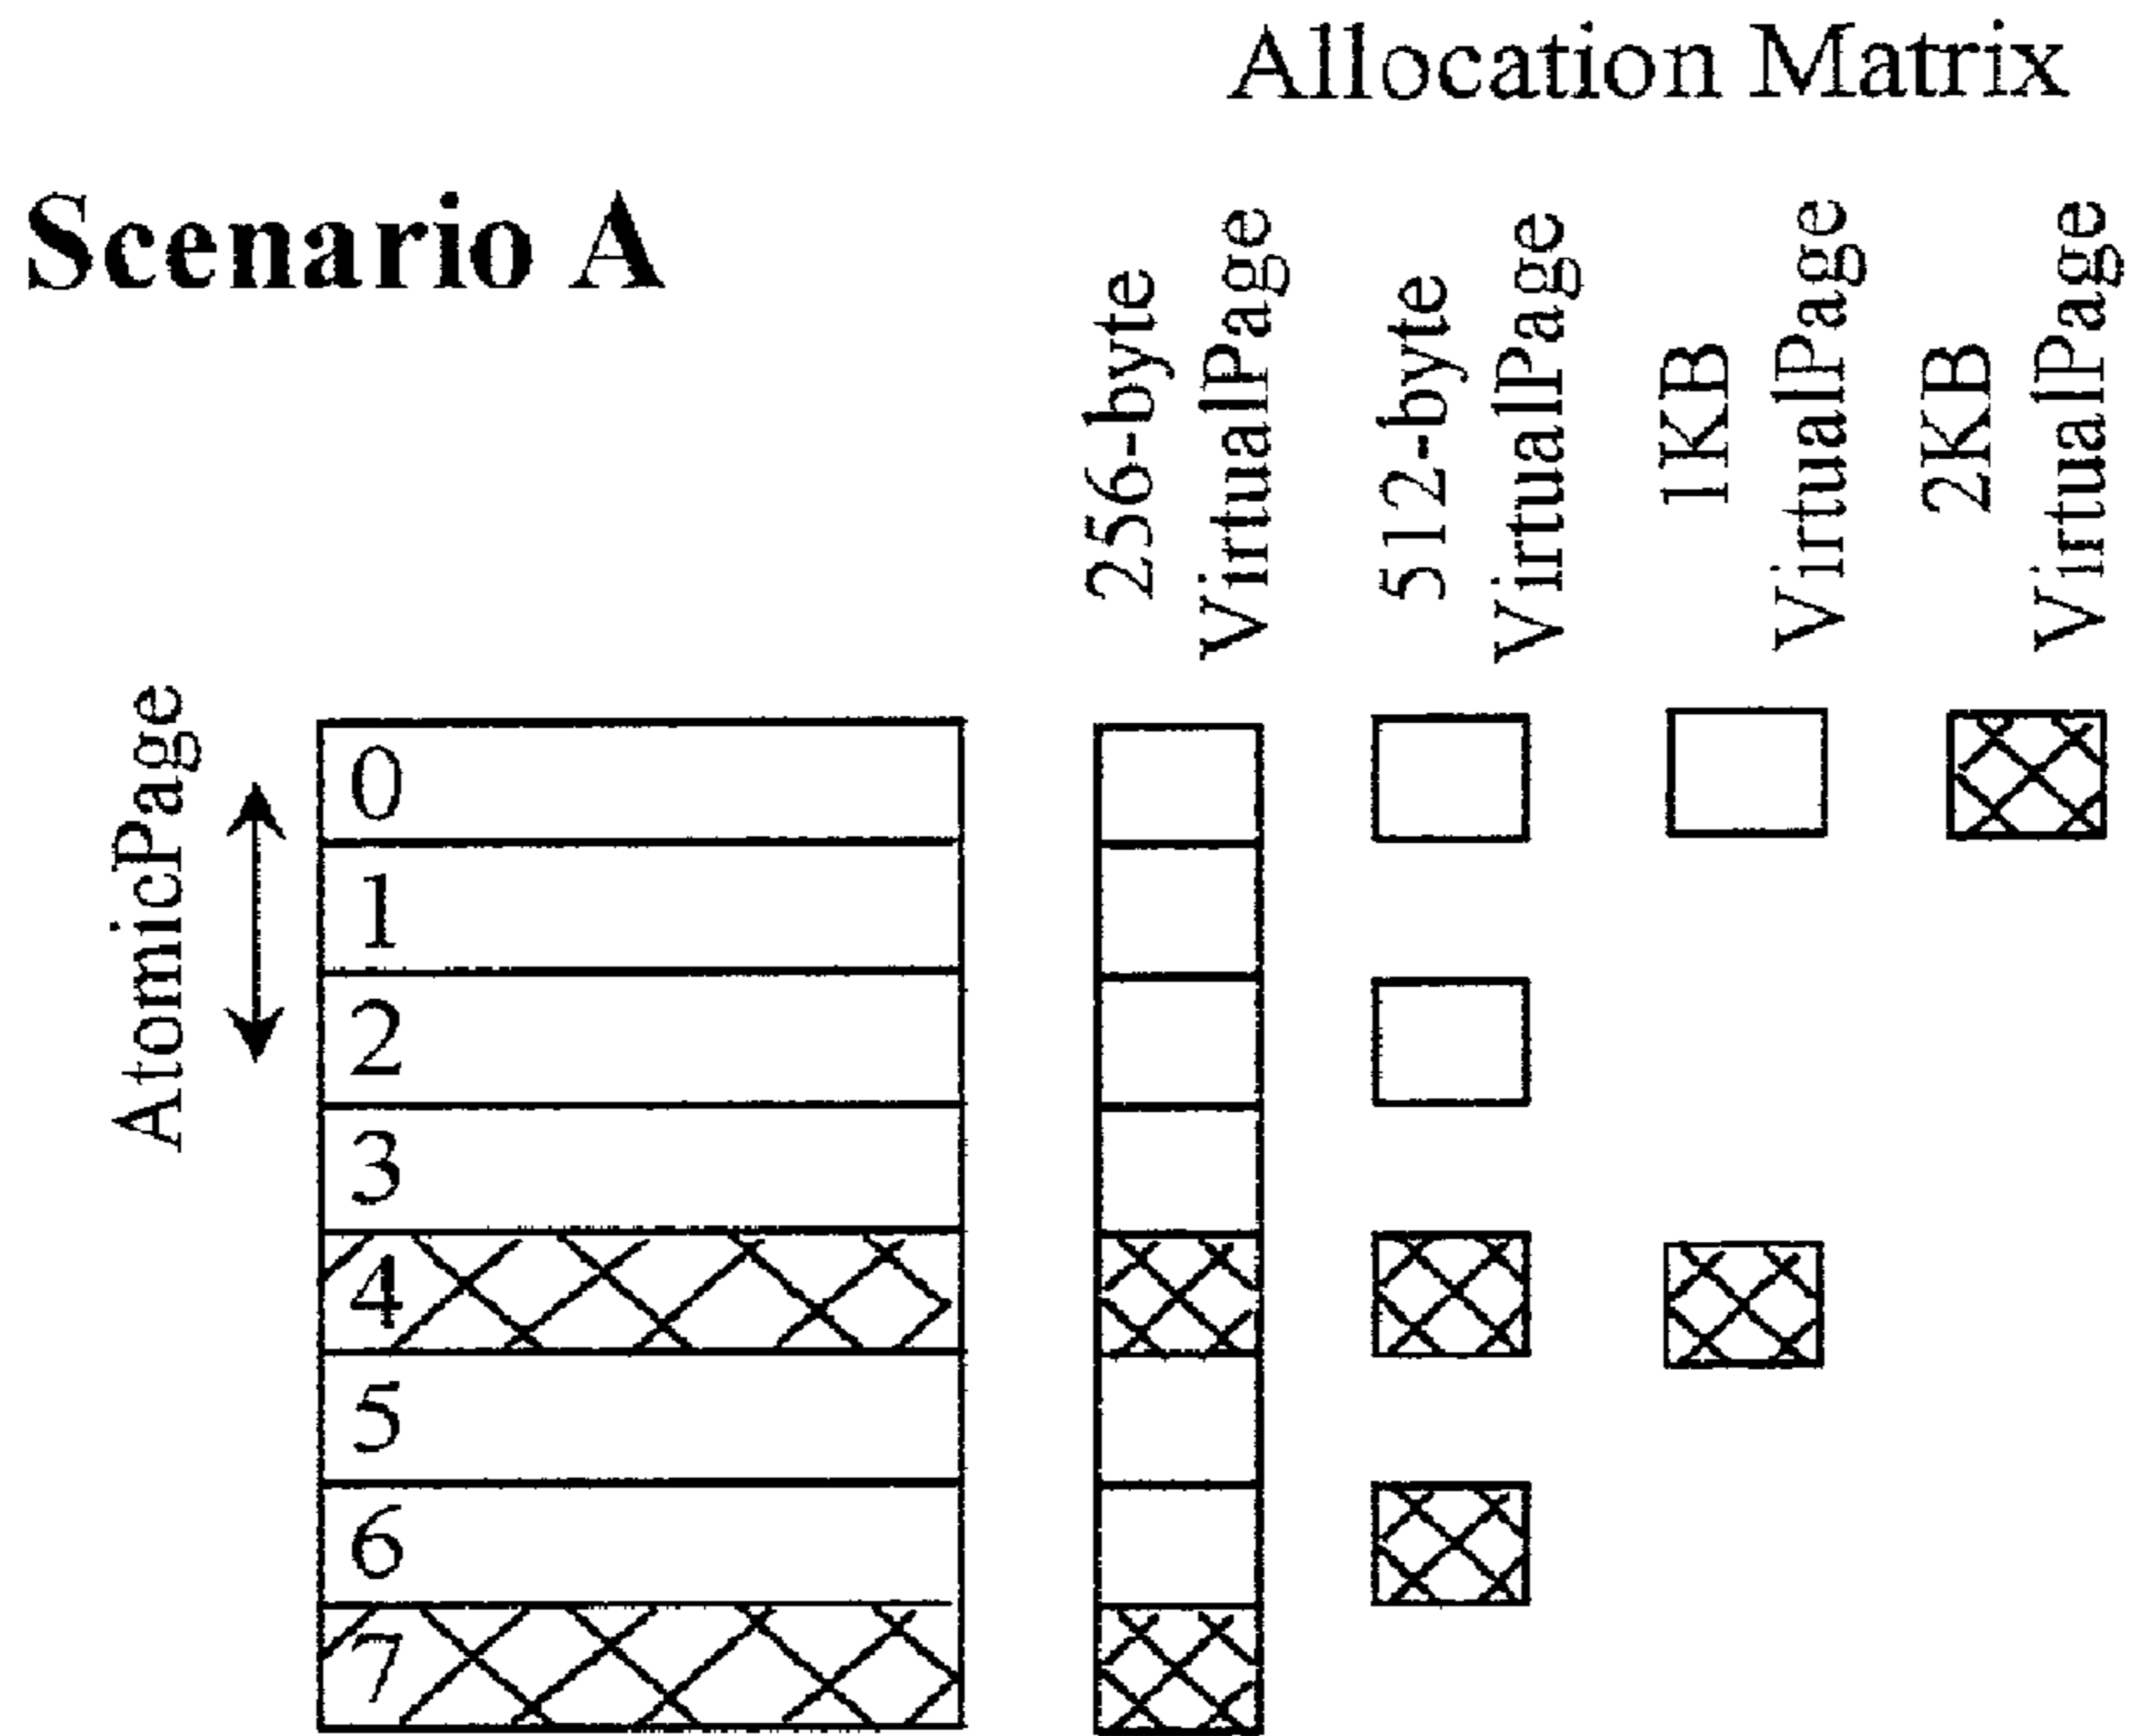 Allocation Matrix
Scenario A
256-byte
VirtualPage
512-byte
VirtualPage
1KB
VirtualPage
2KB
VirtualPage
AtomicPage
0
1
2
3
4
5
6
7